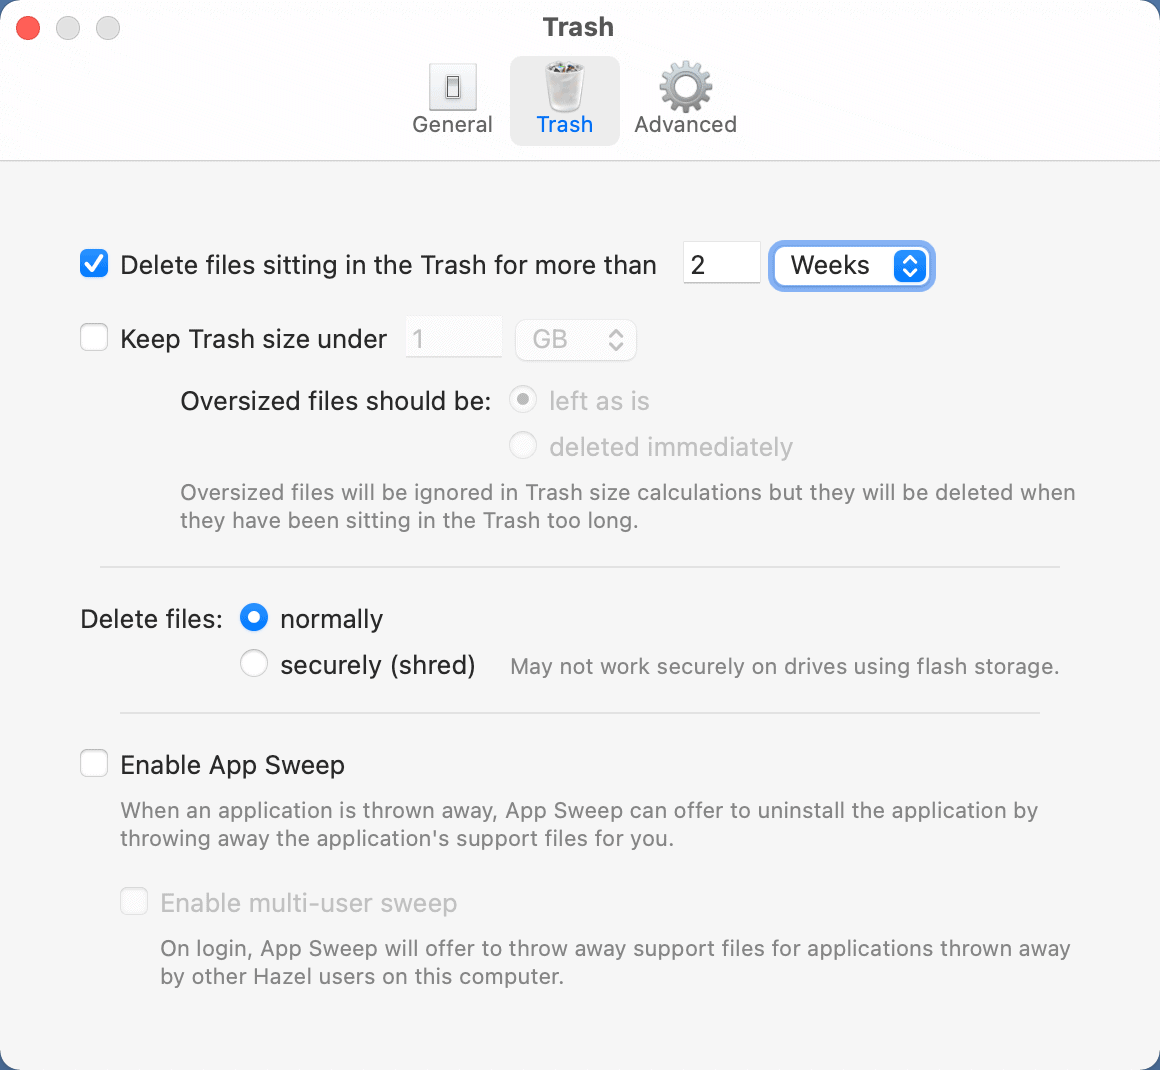 Trash
General Trash Advanced
Delete files sitting in the Trash for more than 2 Weeks
Keep Trash size under 1 GB
Oversized files should be: left as is
deleted immediately
Oversized files will be ignored in Trash size calculations but they will be deleted when
they have been sitting in the Trash too long.
Delete files: normally
securely (shred) May not work securely on drives using flash storage.
Enable App Sweep
When an application is thrown away, App Sweep can offer to uninstall the application by
throwing away the application's support files for you.
Enable multi-user sweep
On login, App Sweep will offer to throw away support files for applications thrown away
by other Hazel users on this computer.